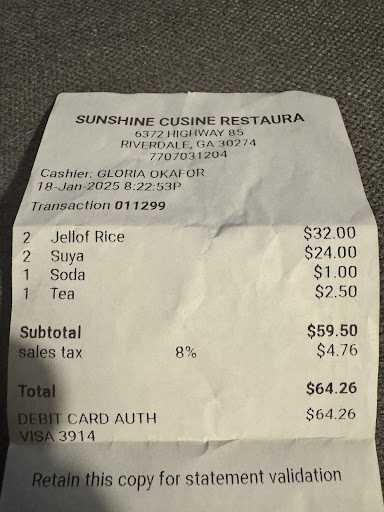 SUNSHINE CUSINE RESTAURA
6372 HIGHWAY 85
RIVERDALE, GA 30274
7707031204
Cashier: GLORIA OKAFOR
18-Jan-2025 8:22:53P
Transaction 011299
2 Jellof Rice $32.00
2 Suya $24.00
1 Soda $1.00
1 Tea $2.50
Subtotal $59.50
sales tax 8% $4.76
Total $64.26
DEBIT CARD AUTH $64.26
VISA 3914
Retain this copy for statement validation